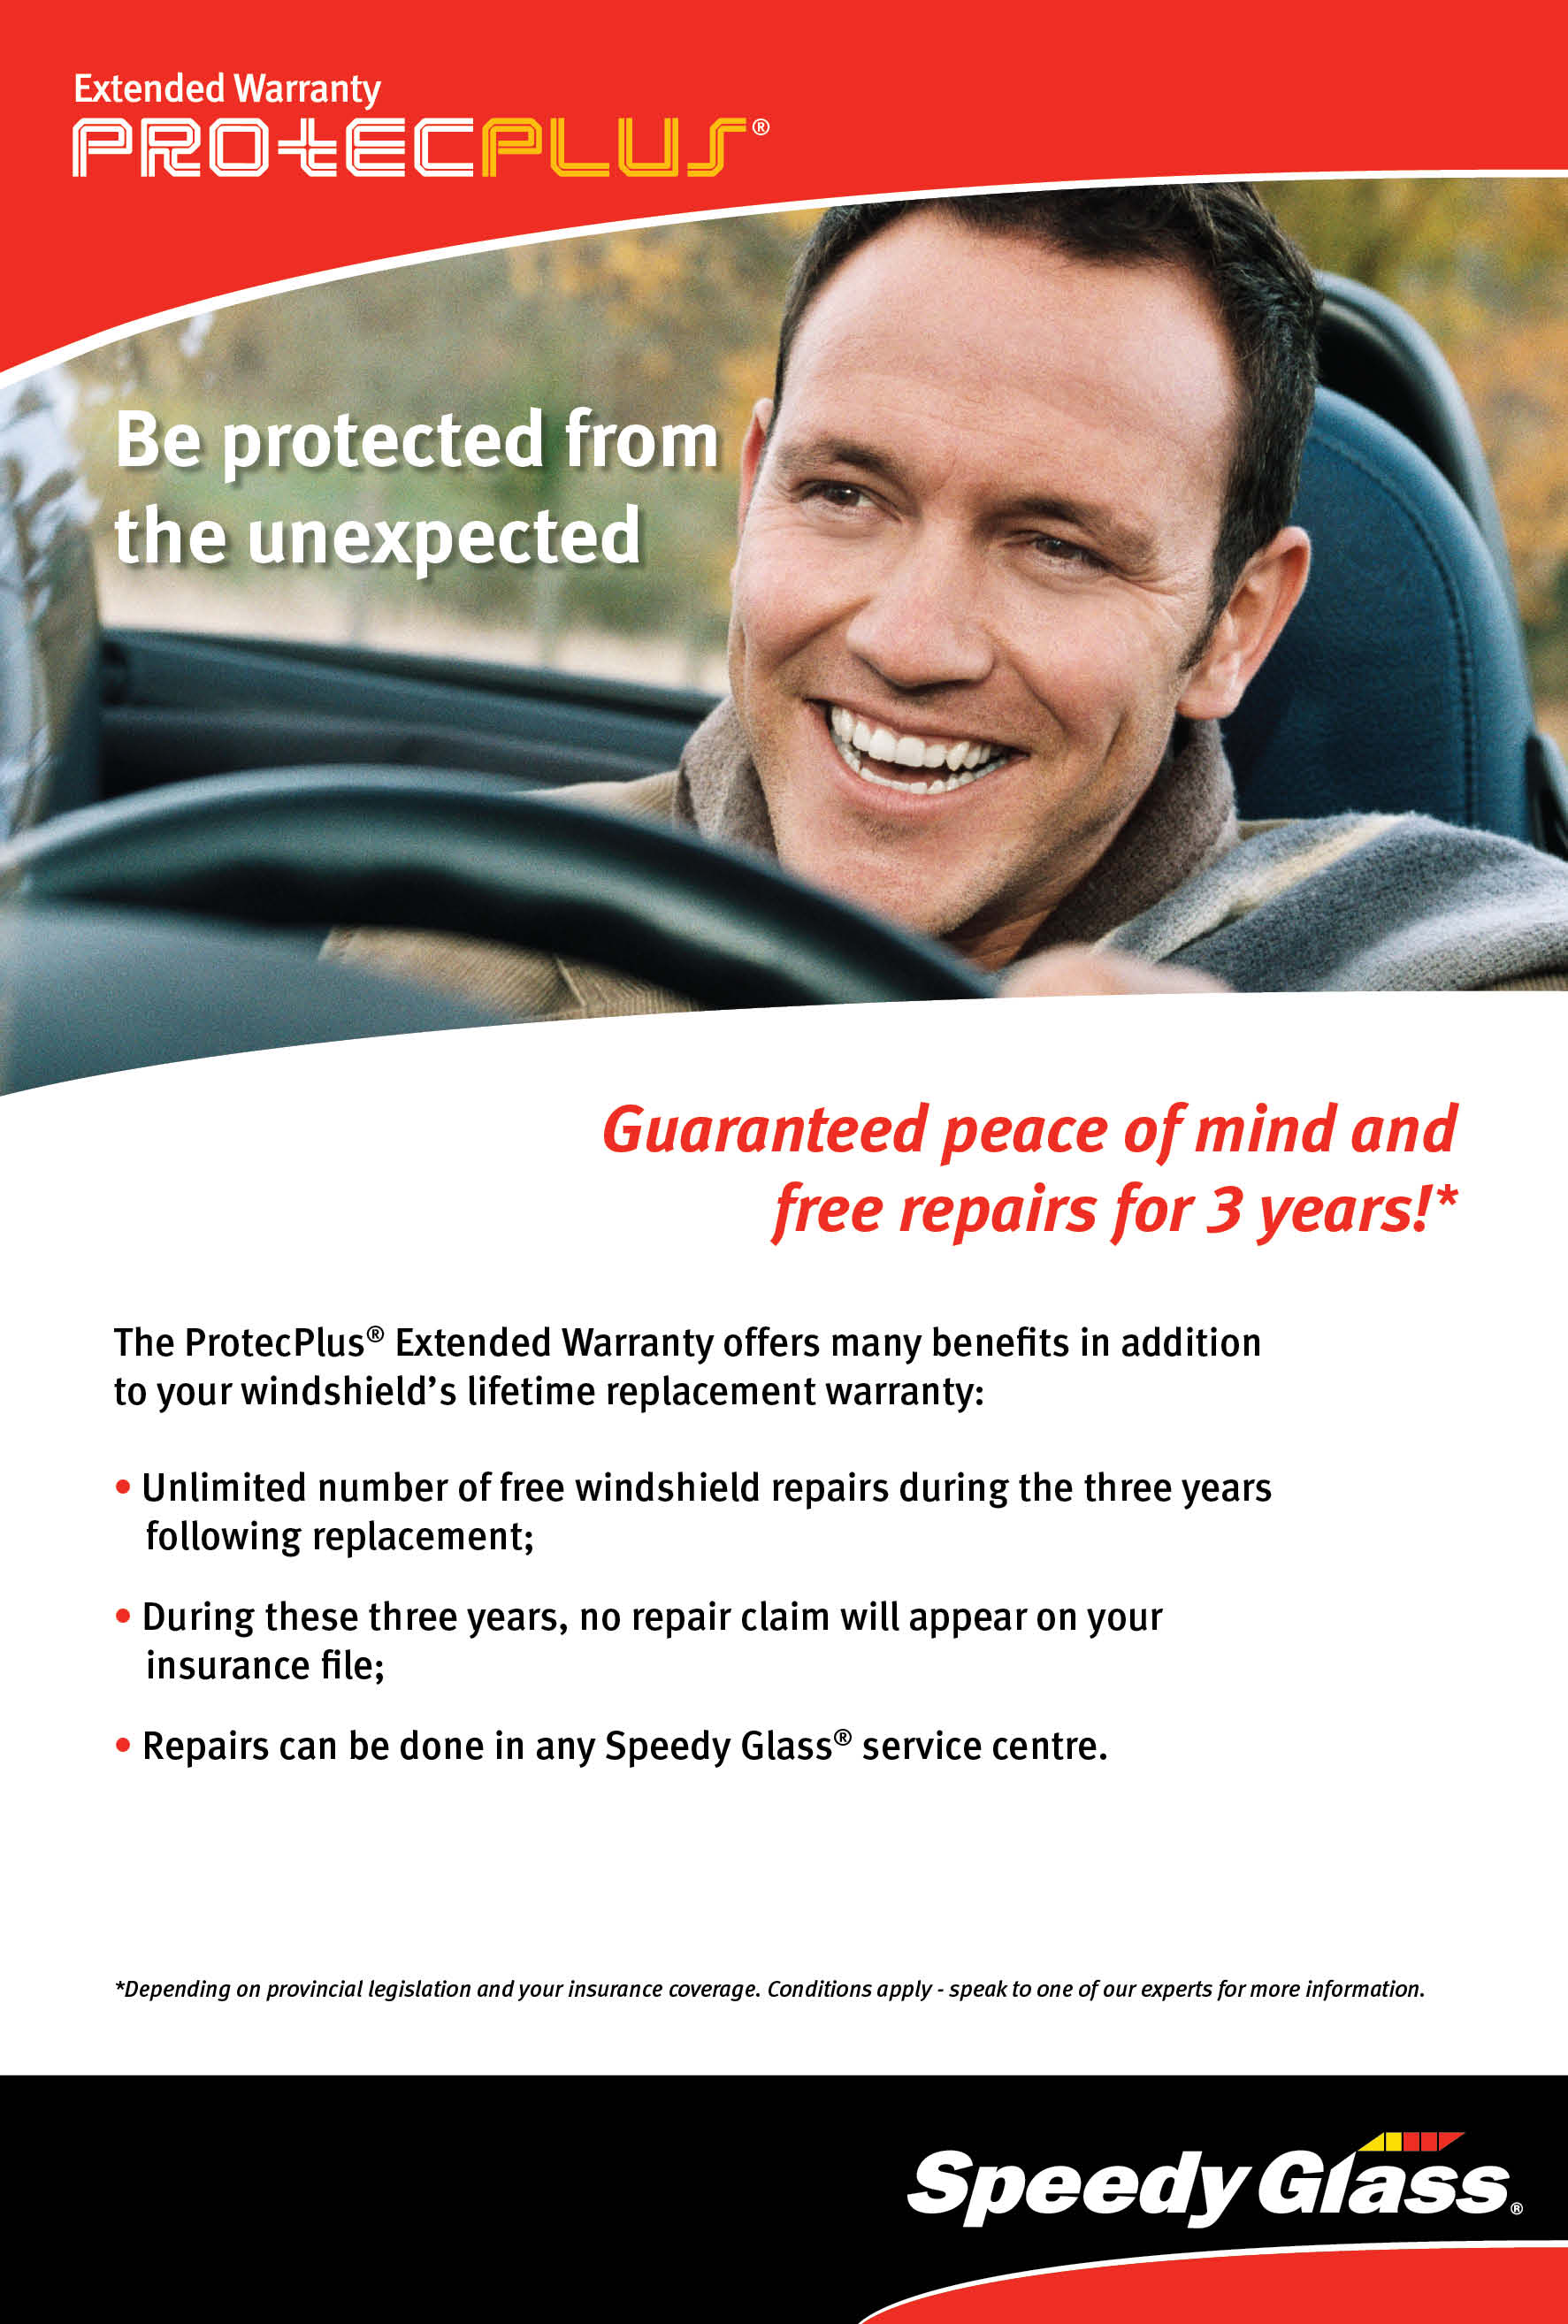 Extended Warranty
PROtECPLUS®
Be protected from
the unexpected
Guaranteed peace of mind and
free repairs for 3 years!*
The ProtecPlus® Extended Warranty offers many benefits in addition
to your windshield’s lifetime replacement warranty:
• Unlimited number of free windshield repairs during the three years
following replacement;
• During these three years, no repair claim will appear on your
insurance file;
• Repairs can be done in any Speedy Glass® service centre.
*Depending on provincial legislation and your insurance coverage. Conditions apply - speak to one of our experts for more information.
Speedy Glass®